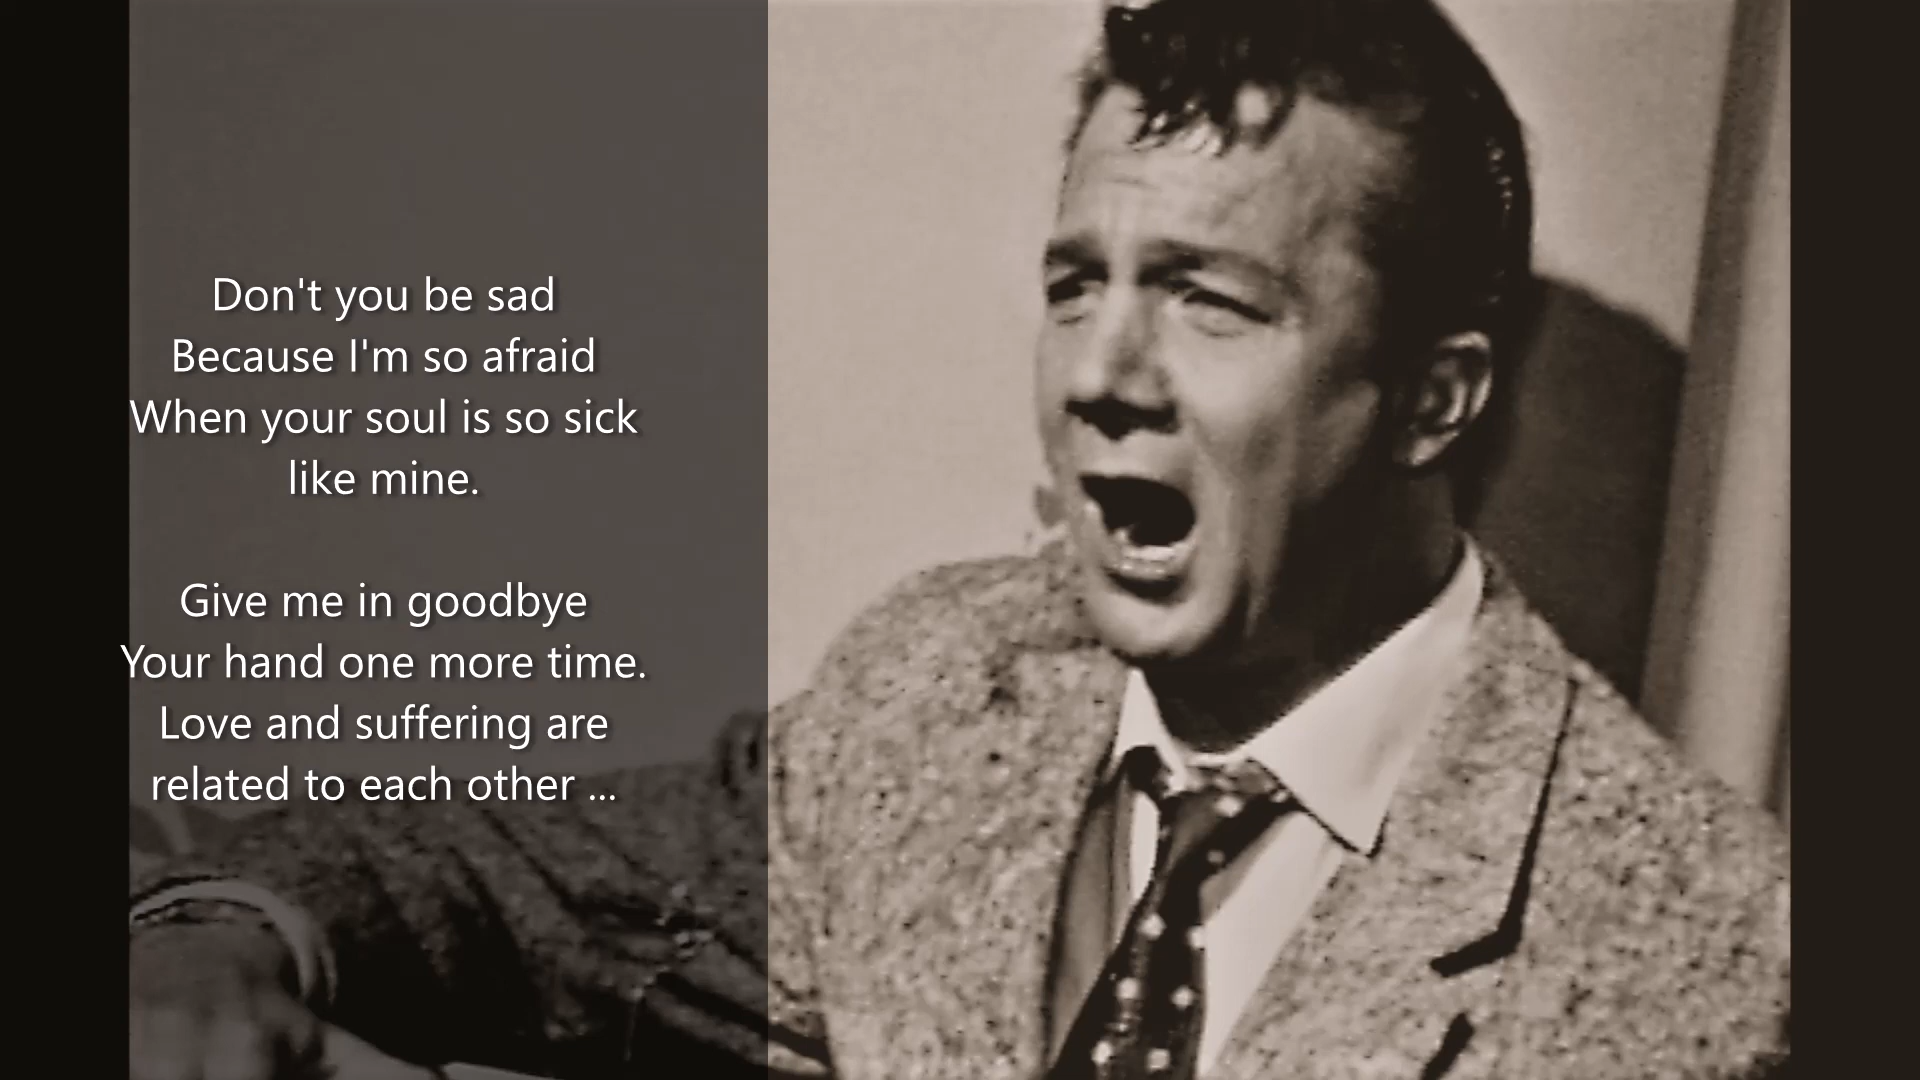 Don't you be sad
Because I'm so afraid
When your soul is so sick
like mine.
Give me in goodbye
Your hand one more time.
Love and suffering are
related to each other ...